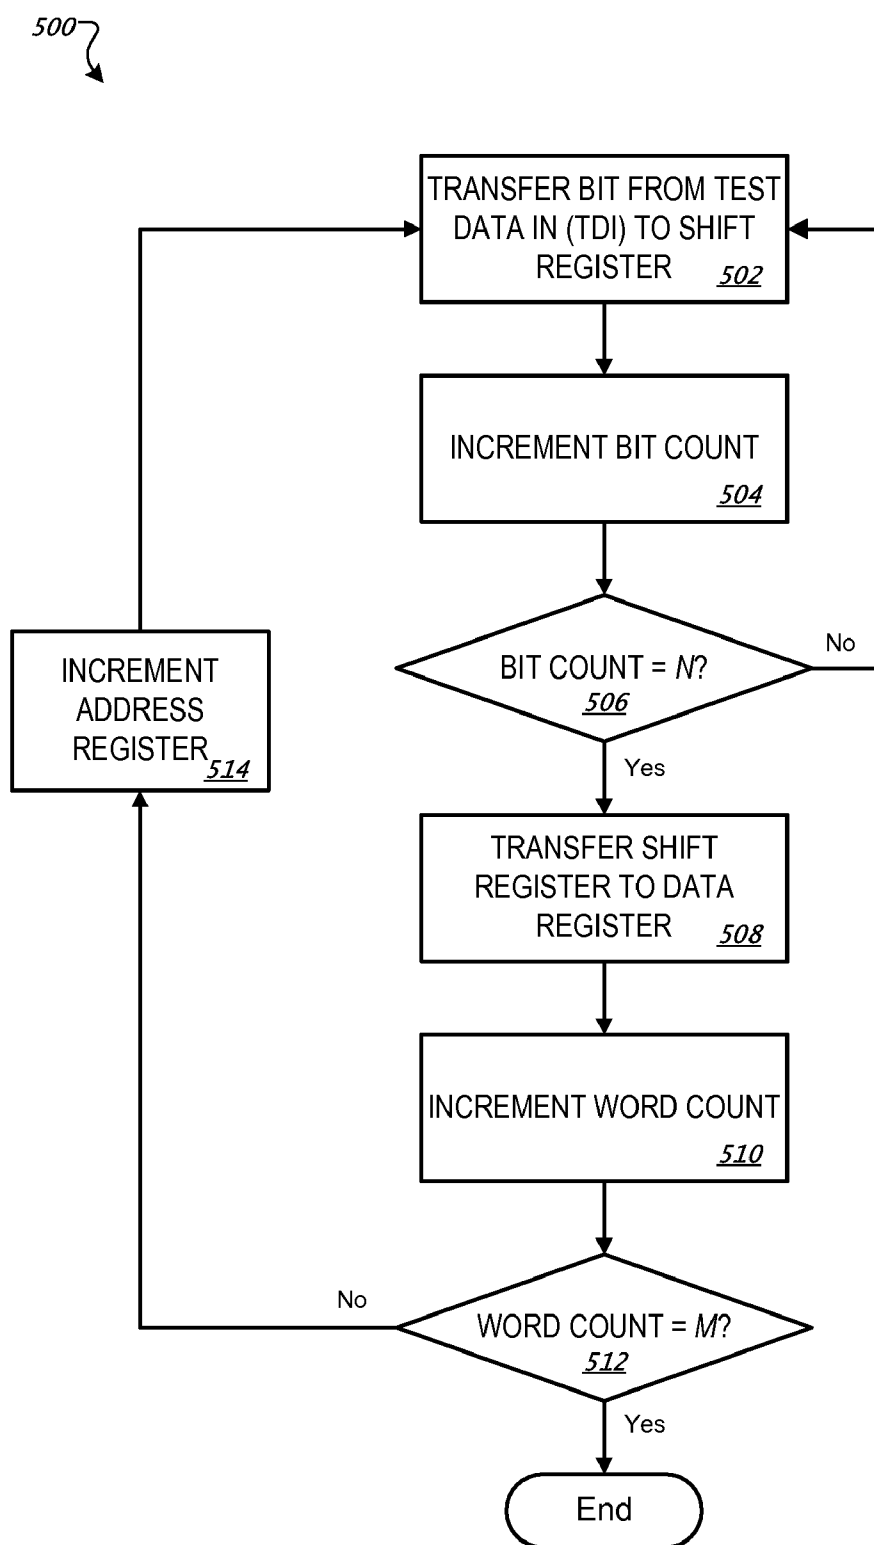 500
TRANSFER BIT FROM TEST
DATA IN (TDI) TO SHIFT
REGISTER
502
INCREMENT BIT COUNT
504
BIT COUNT = N?
506
No
Yes
INCREMENT
ADDRESS
REGISTER
514
TRANSFER SHIFT
REGISTER TO DATA
REGISTER
508
INCREMENT WORD COUNT
510
No
WORD COUNT = M?
512
Yes
End